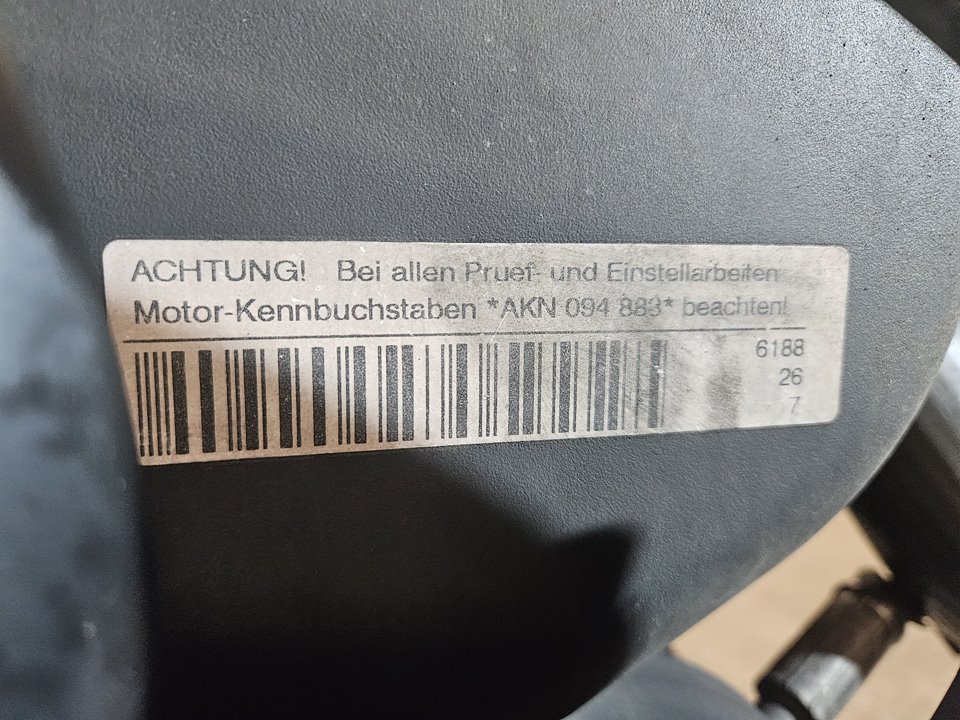 ACHTUNG! Bei allen Pruef- und Einstellarbeiten
Motor-Kennbuchstaben *AKN 094 883* beachten!
6188
26
7